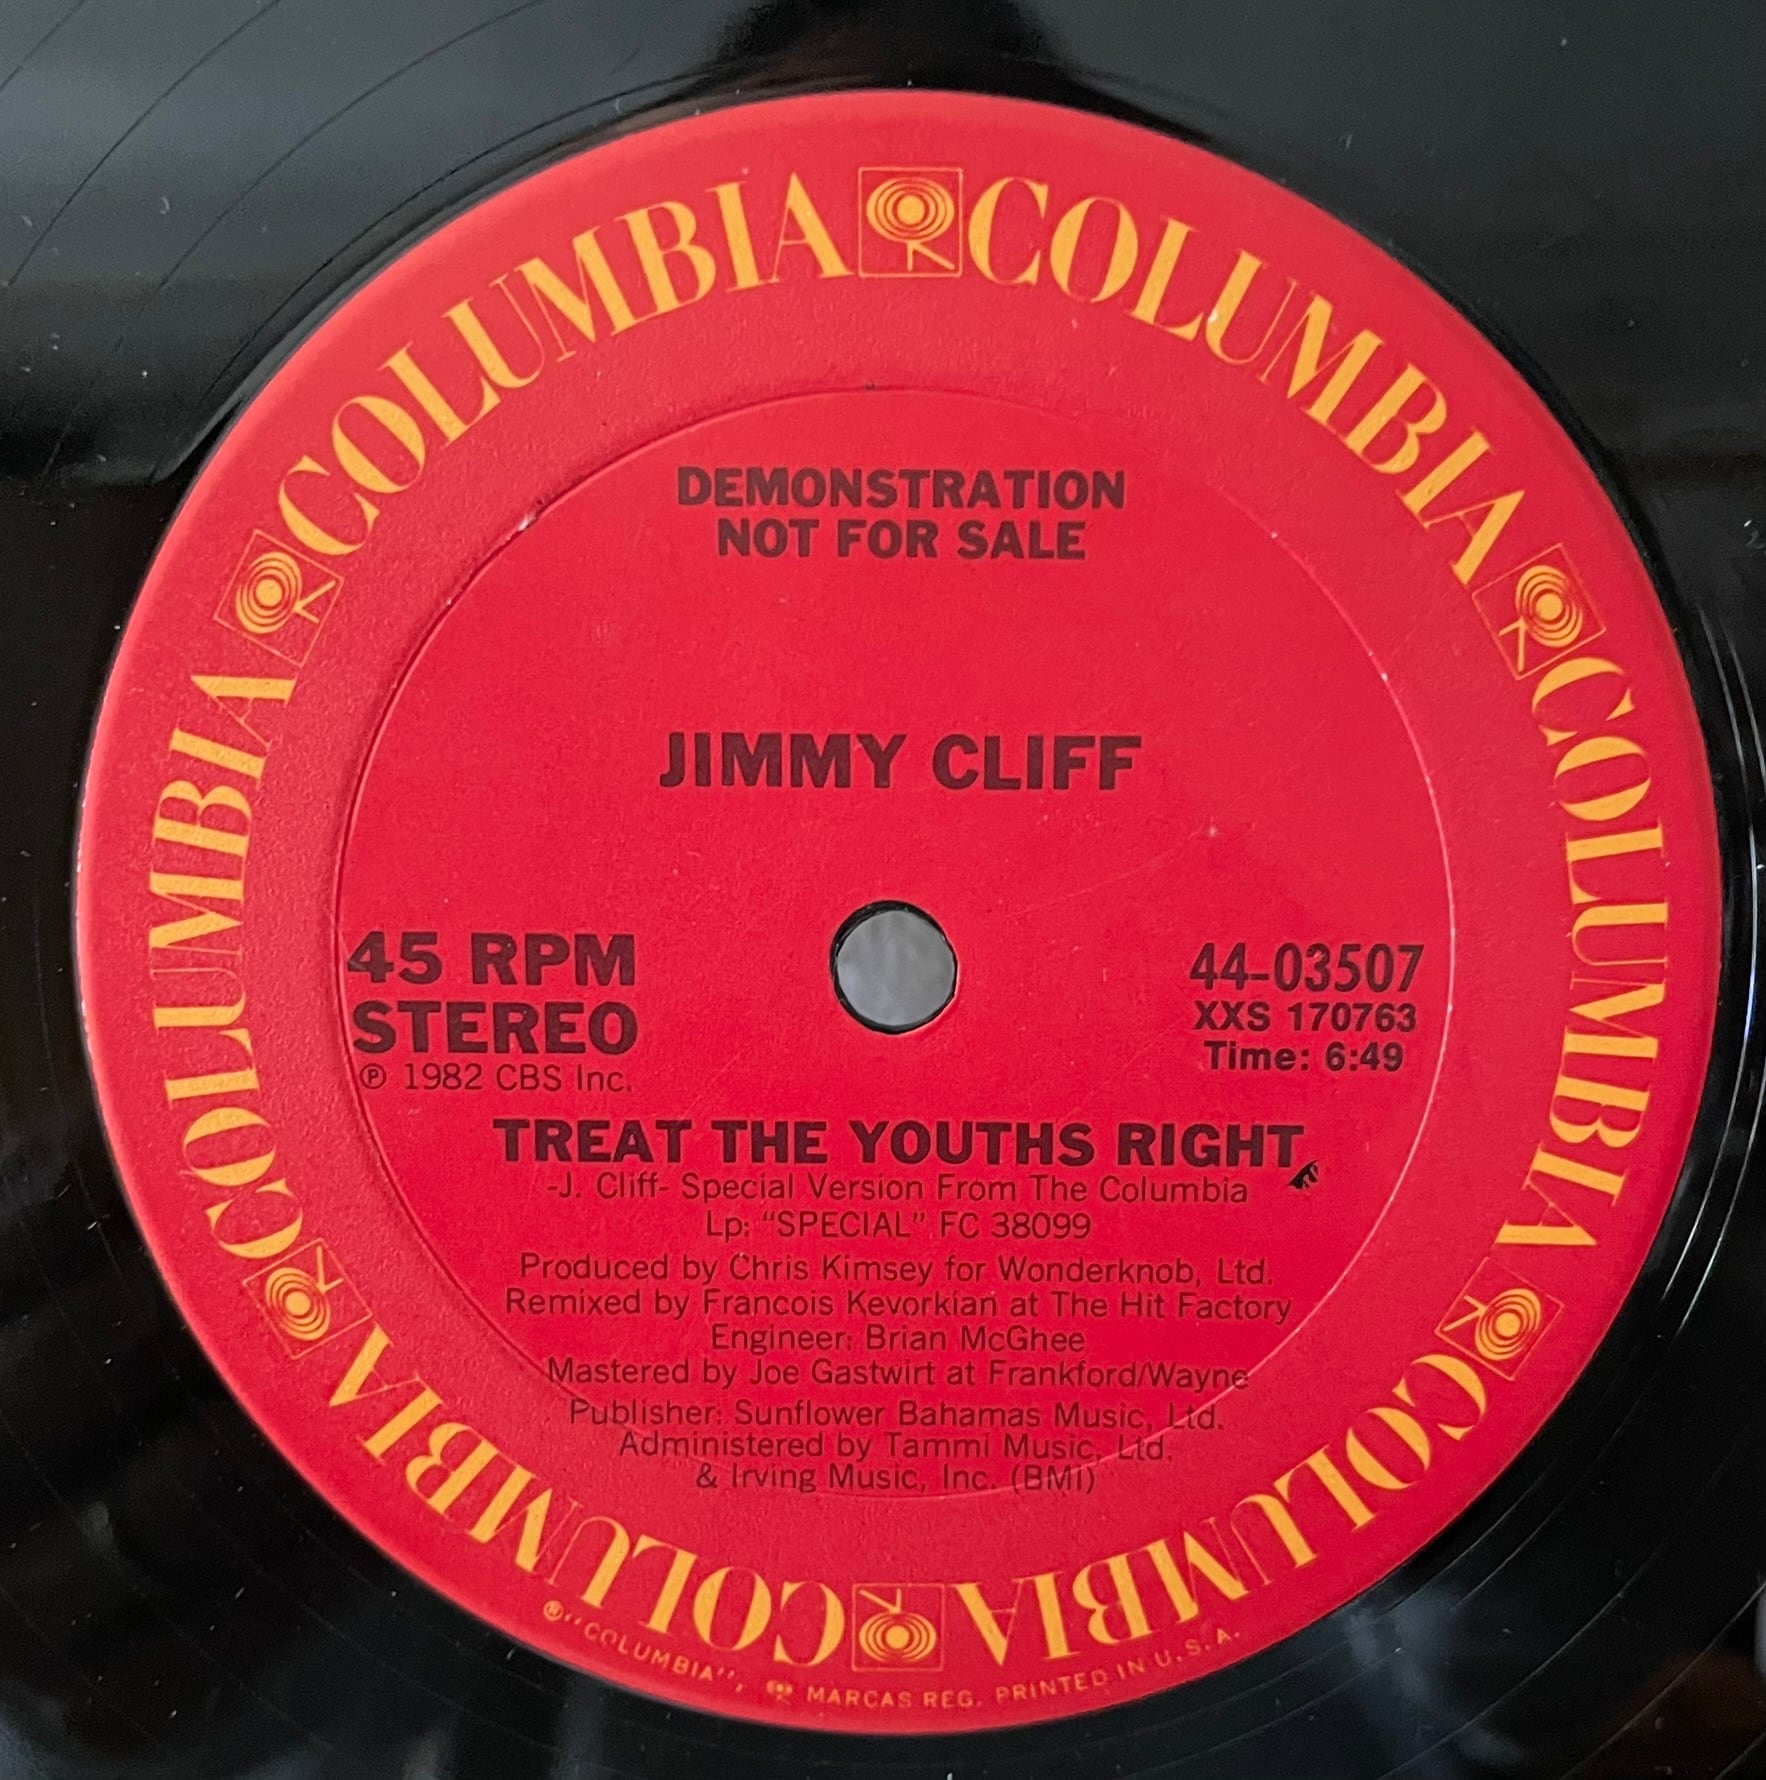 COLUMBIA COLUMBIA COLUMBIA COLUMBIA COLUMBIA COLUMBIA
DEMONSTRATION
NOT FOR SALE
JIMMY CLIFF
45 RPM
STEREO
℗ 1982 CBS Inc.
44-03507
XXS 170763
Time: 6:49
TREAT THE YOUTHS RIGHT
-J. Cliff- Special Version From The Columbia
Lp: “SPECIAL” FC 38099
Produced by Chris Kimsey for Wonderknob, Ltd.
Remixed by Francois Kevorkian at The Hit Factory
Engineer: Brian McGhee
Mastered by Joe Gastwirt at Frankford/Wayne
Publisher: Sunflower Bahamas Music, Ltd.
Administered by Tammi Music, Ltd.
& Irving Music, Inc. (BMI)
® “COLUMBIA”, MARCAS REG. PRINTED IN U.S.A.